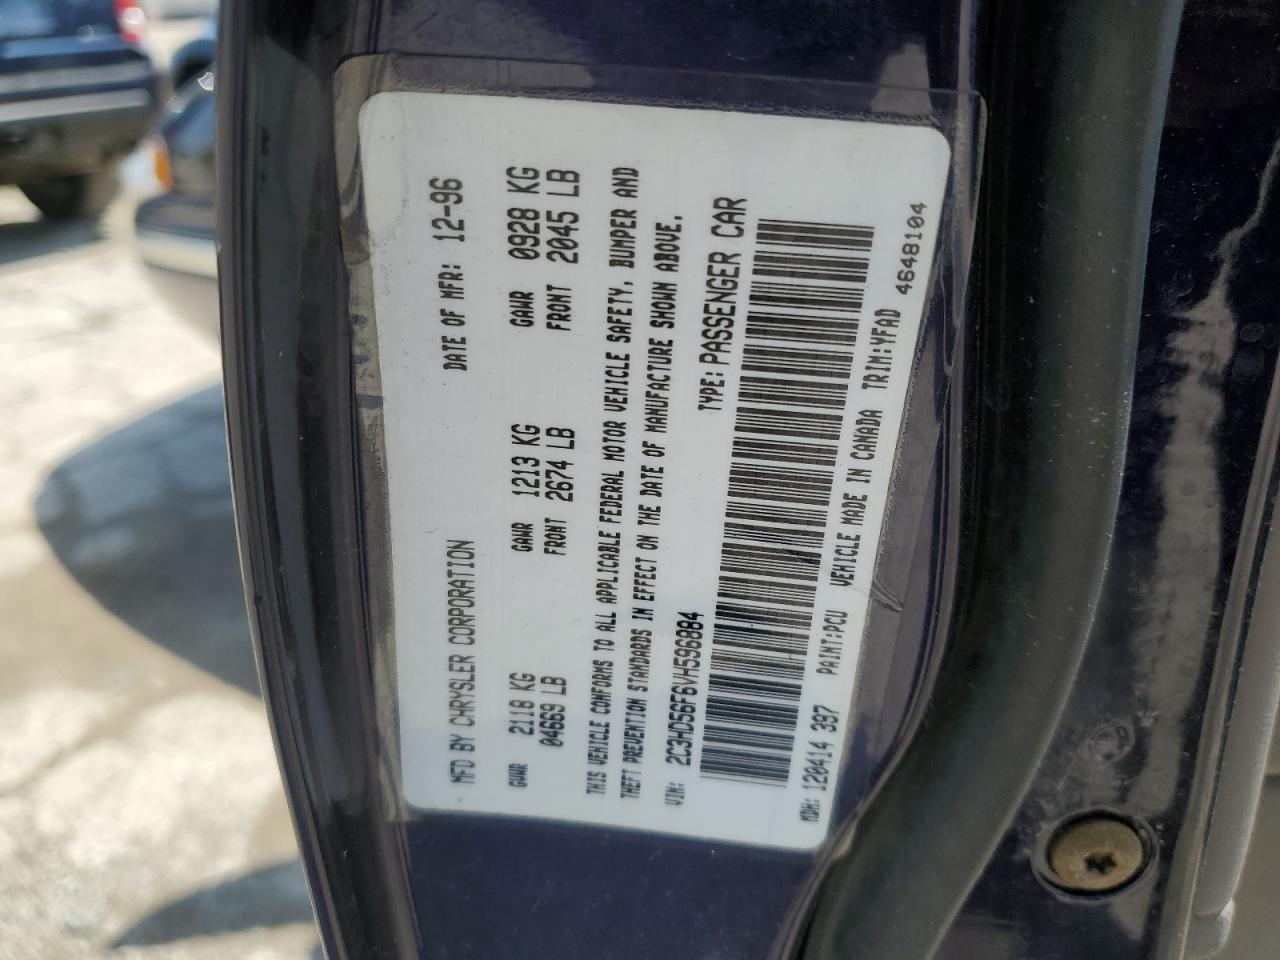 MFD BY CHRYSLER CORPORATION DATE OF MFR: 12-96
GVWR 2118 KG GAWR 1213 KG GAWR 0928 KG
04669 LB FRONT 2674 LB FRONT 2045 LB
THIS VEHICLE CONFORMS TO ALL APPLICABLE FEDERAL MOTOR VEHICLE SAFETY, BUMPER AND
THEFT PREVENTION STANDARDS IN EFFECT ON THE DATE OF MANUFACTURE SHOWN ABOVE.
VIN: 2C3HD56F6VH596884 TYPE: PASSENGER CAR
MDH: 120414 397 PAINT:PCU VEHICLE MADE IN CANADA TRIM:YFAD
4648104